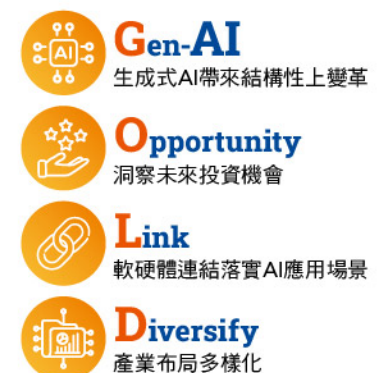 AI
Gen-AI
生成式AI帶來結構性上變革
Opportunity
洞察未來投資機會
Link
軟硬體連結落實AI應用場景
Diversify
產業布局多樣化